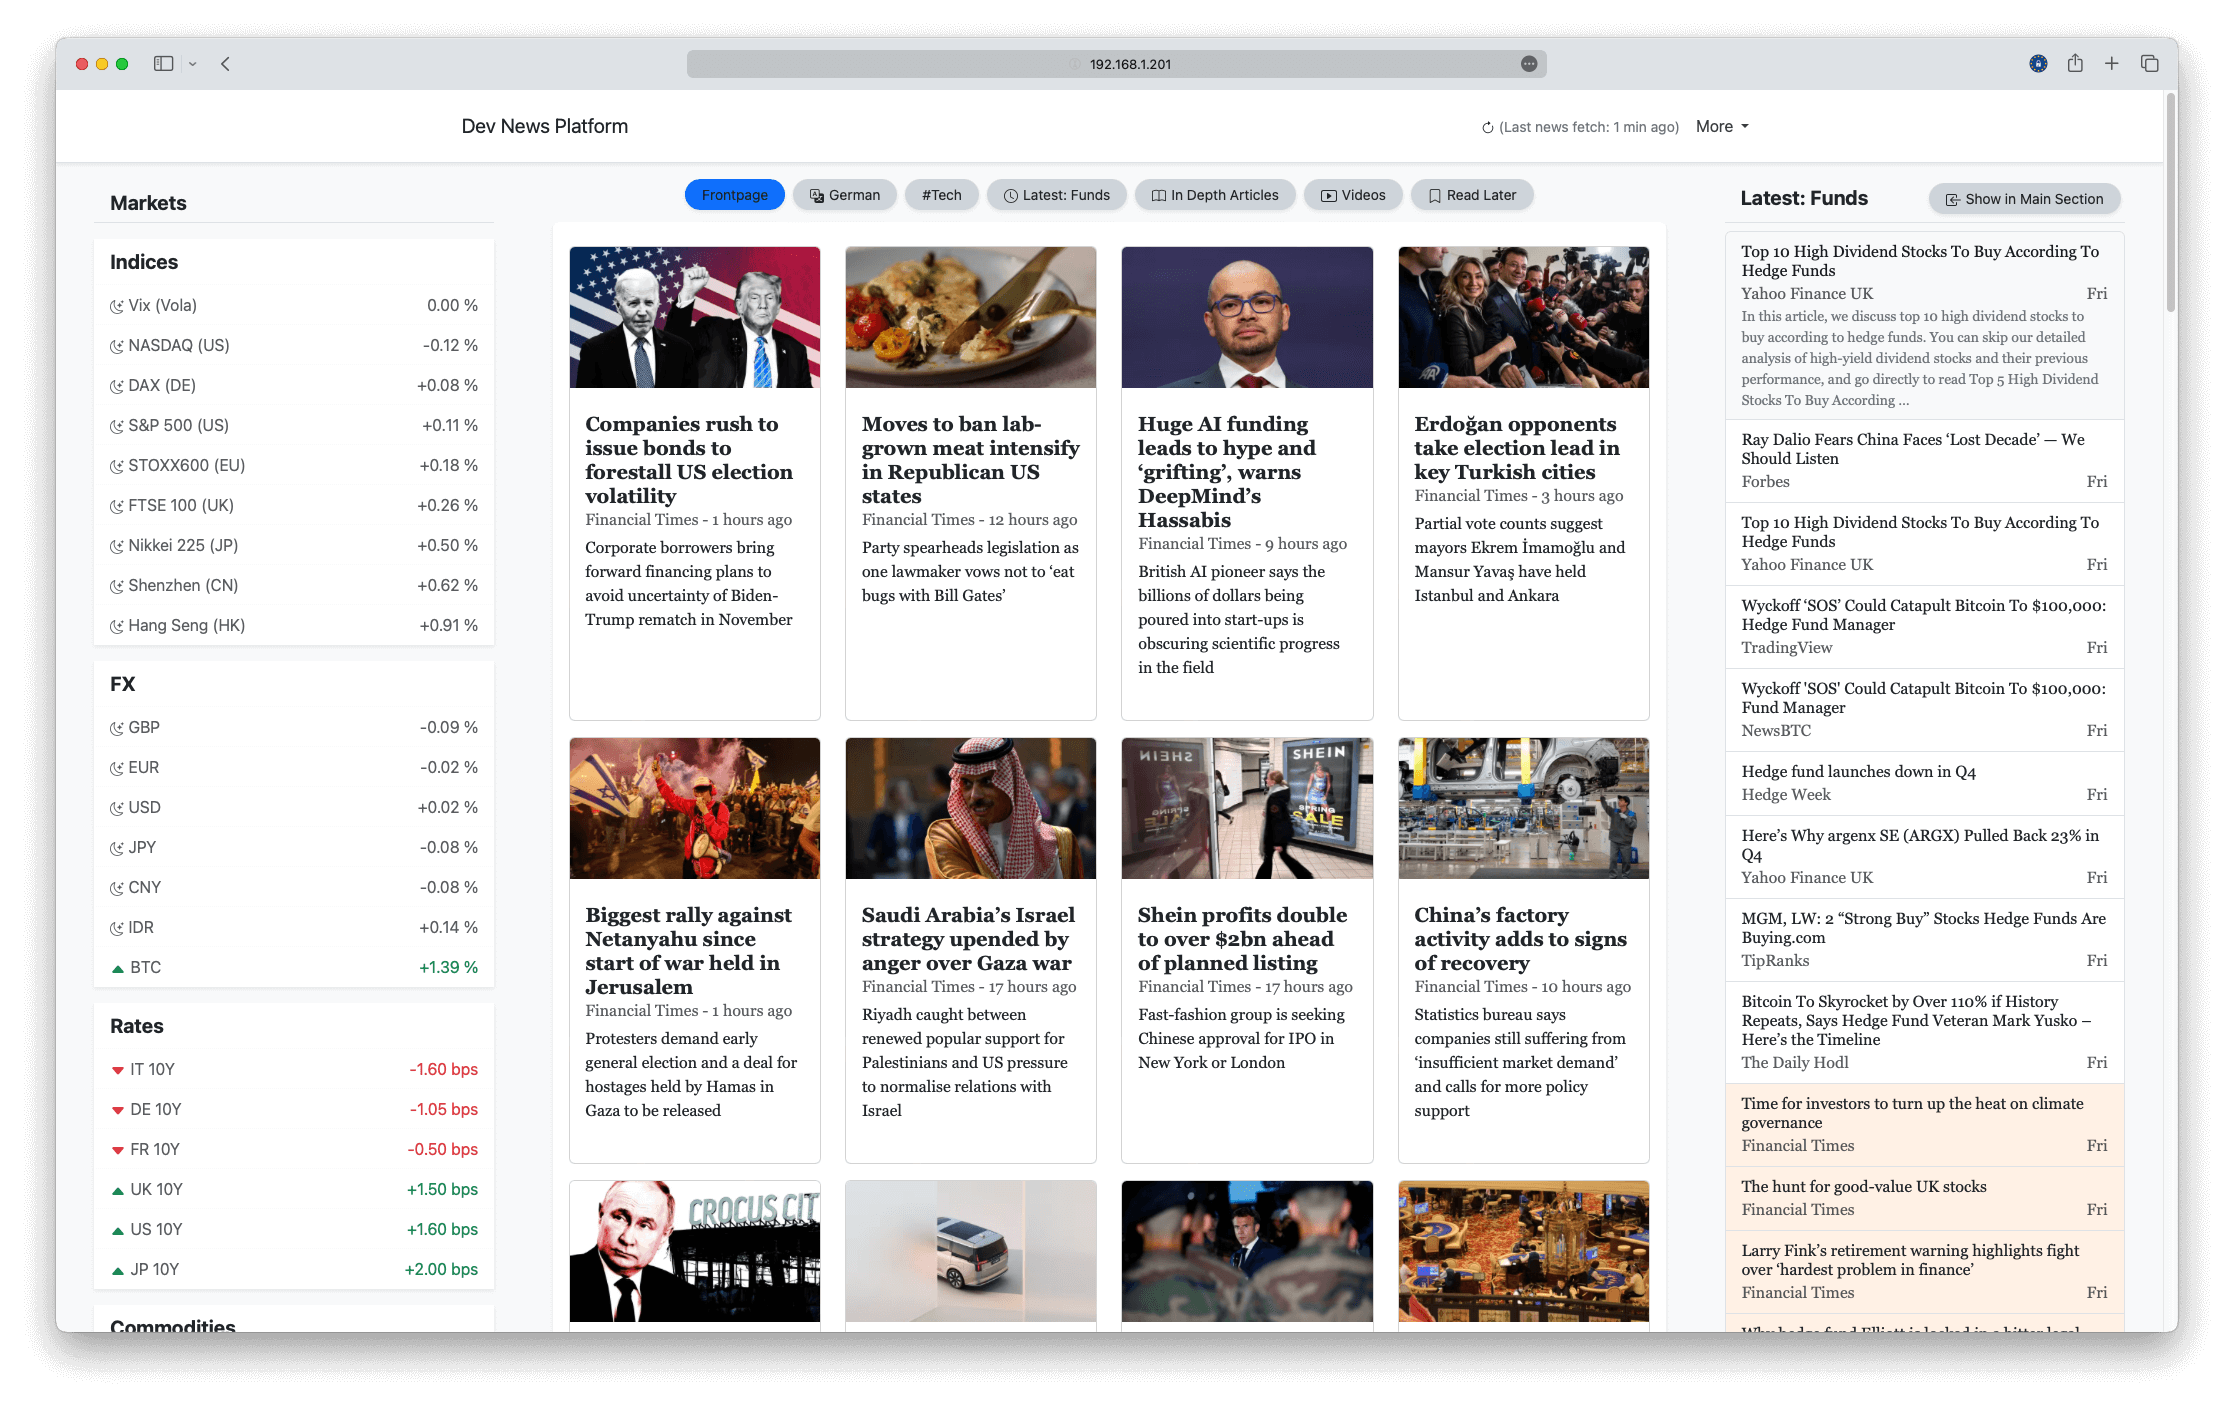 192.168.1.201
Dev News Platform
(Last news fetch: 1 min ago)
More
Markets
Indices
Vix (Vola) 0.00 %
NASDAQ (US) -0.12 %
DAX (DE) +0.08 %
S&P 500 (US) +0.11 %
STOXX600 (EU) +0.18 %
FTSE 100 (UK) +0.26 %
Nikkei 225 (JP) +0.50 %
Shenzhen (CN) +0.62 %
Hang Seng (HK) +0.91 %
FX
GBP -0.09 %
EUR -0.02 %
USD +0.02 %
JPY -0.08 %
CNY -0.08 %
IDR +0.14 %
BTC +1.39 %
Rates
IT 10Y -1.60 bps
DE 10Y -1.05 bps
FR 10Y -0.50 bps
UK 10Y +1.50 bps
US 10Y +1.60 bps
JP 10Y +2.00 bps
Commodities
Frontpage
German
#Tech
Latest: Funds
In Depth Articles
Videos
Read Later
Companies rush to
issue bonds to
forestall US election
volatility
Financial Times - 1 hours ago
Corporate borrowers bring
forward financing plans to
avoid uncertainty of Biden-
Trump rematch in November
Moves to ban lab-
grown meat intensify
in Republican US
states
Financial Times - 12 hours ago
Party spearheads legislation as
one lawmaker vows not to ‘eat
bugs with Bill Gates’
Huge AI funding
leads to hype and
‘grifting’, warns
DeepMind’s
Hassabis
Financial Times - 9 hours ago
British AI pioneer says the
billions of dollars being
poured into start-ups is
obscuring scientific progress
in the field
AA
Erdoğan opponents
take election lead in
key Turkish cities
Financial Times - 3 hours ago
Partial vote counts suggest
mayors Ekrem İmamoğlu and
Mansur Yavaş have held
Istanbul and Ankara
Biggest rally against
Netanyahu since
start of war held in
Jerusalem
Financial Times - 1 hours ago
Protesters demand early
general election and a deal for
hostages held by Hamas in
Gaza to be released
Saudi Arabia’s Israel
strategy upended by
anger over Gaza war
Financial Times - 17 hours ago
Riyadh caught between
renewed popular support for
Palestinians and US pressure
to normalise relations with
Israel
SHEIN
SHEIN
SPRING
SALE
Shein profits double
to over $2bn ahead
of planned listing
Financial Times - 17 hours ago
Fast-fashion group is seeking
Chinese approval for IPO in
New York or London
China’s factory
activity adds to signs
of recovery
Financial Times - 10 hours ago
Statistics bureau says
companies still suffering from
‘insufficient market demand’
and calls for more policy
support
CROCUS CIT
Latest: Funds
Show in Main Section
Top 10 High Dividend Stocks To Buy According To
Hedge Funds
Yahoo Finance UK Fri
In this article, we discuss top 10 high dividend stocks to
buy according to hedge funds. You can skip our detailed
analysis of high-yield dividend stocks and their previous
performance, and go directly to read Top 5 High Dividend
Stocks To Buy According ...
Ray Dalio Fears China Faces ‘Lost Decade’ — We
Should Listen
Forbes Fri
Top 10 High Dividend Stocks To Buy According To
Hedge Funds
Yahoo Finance UK Fri
Wyckoff ‘SOS’ Could Catapult Bitcoin To $100,000:
Hedge Fund Manager
TradingView Fri
Wyckoff 'SOS' Could Catapult Bitcoin To $100,000:
Fund Manager
NewsBTC Fri
Hedge fund launches down in Q4
Hedge Week Fri
Here’s Why argenx SE (ARGX) Pulled Back 23% in
Q4
Yahoo Finance UK Fri
MGM, LW: 2 “Strong Buy” Stocks Hedge Funds Are
Buying.com
TipRanks Fri
Bitcoin To Skyrocket by Over 110% if History
Repeats, Says Hedge Fund Veteran Mark Yusko –
Here’s the Timeline
The Daily Hodl Fri
Time for investors to turn up the heat on climate
governance
Financial Times Fri
The hunt for good-value UK stocks
Financial Times Fri
Larry Fink’s retirement warning highlights fight
over ‘hardest problem in finance’
Financial Times Fri
Why hedge fund Elliott is locked in a bitter legal